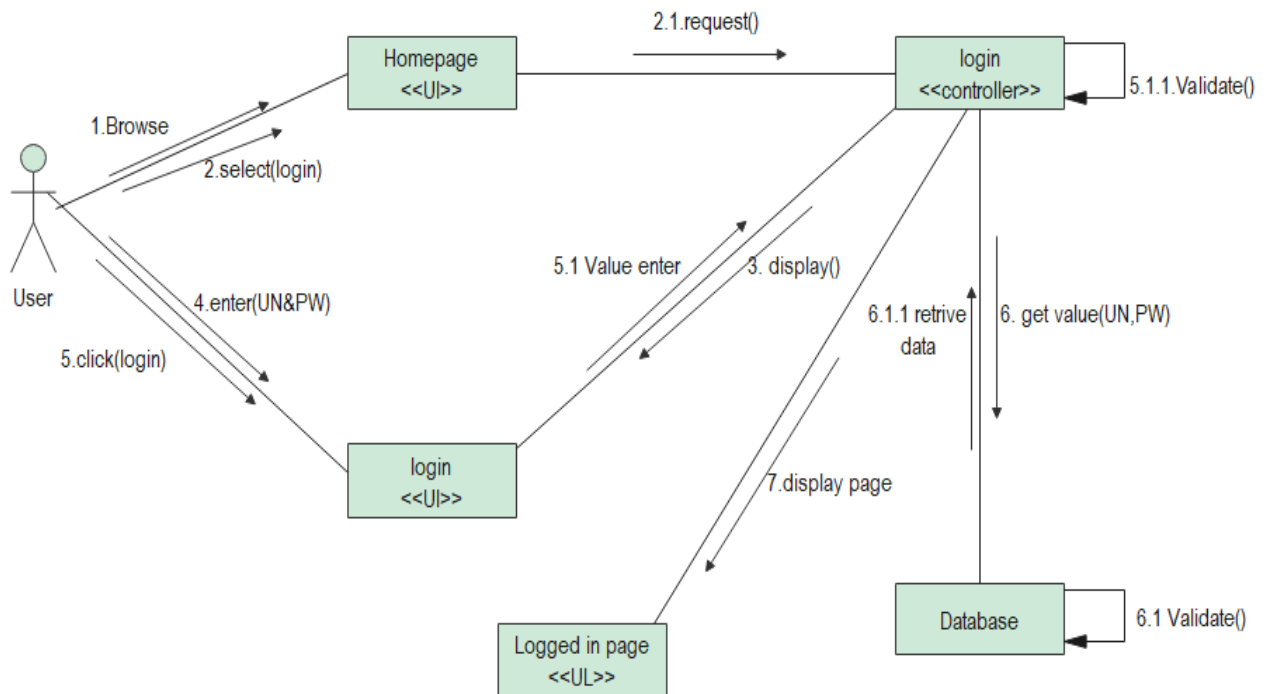 2.1.request()
Homepage
<<UI>>
login
<<controller>>
5.1.1.Validate()
1.Browse
2.select(login)
User
4.enter(UN&PW)
5.click(login)
5.1 Value enter
3. display()
6.1.1 retrive
data
6. get value(UN,PW)
login
<<UI>>
7.display page
Database
6.1 Validate()
Logged in page
<<UL>>